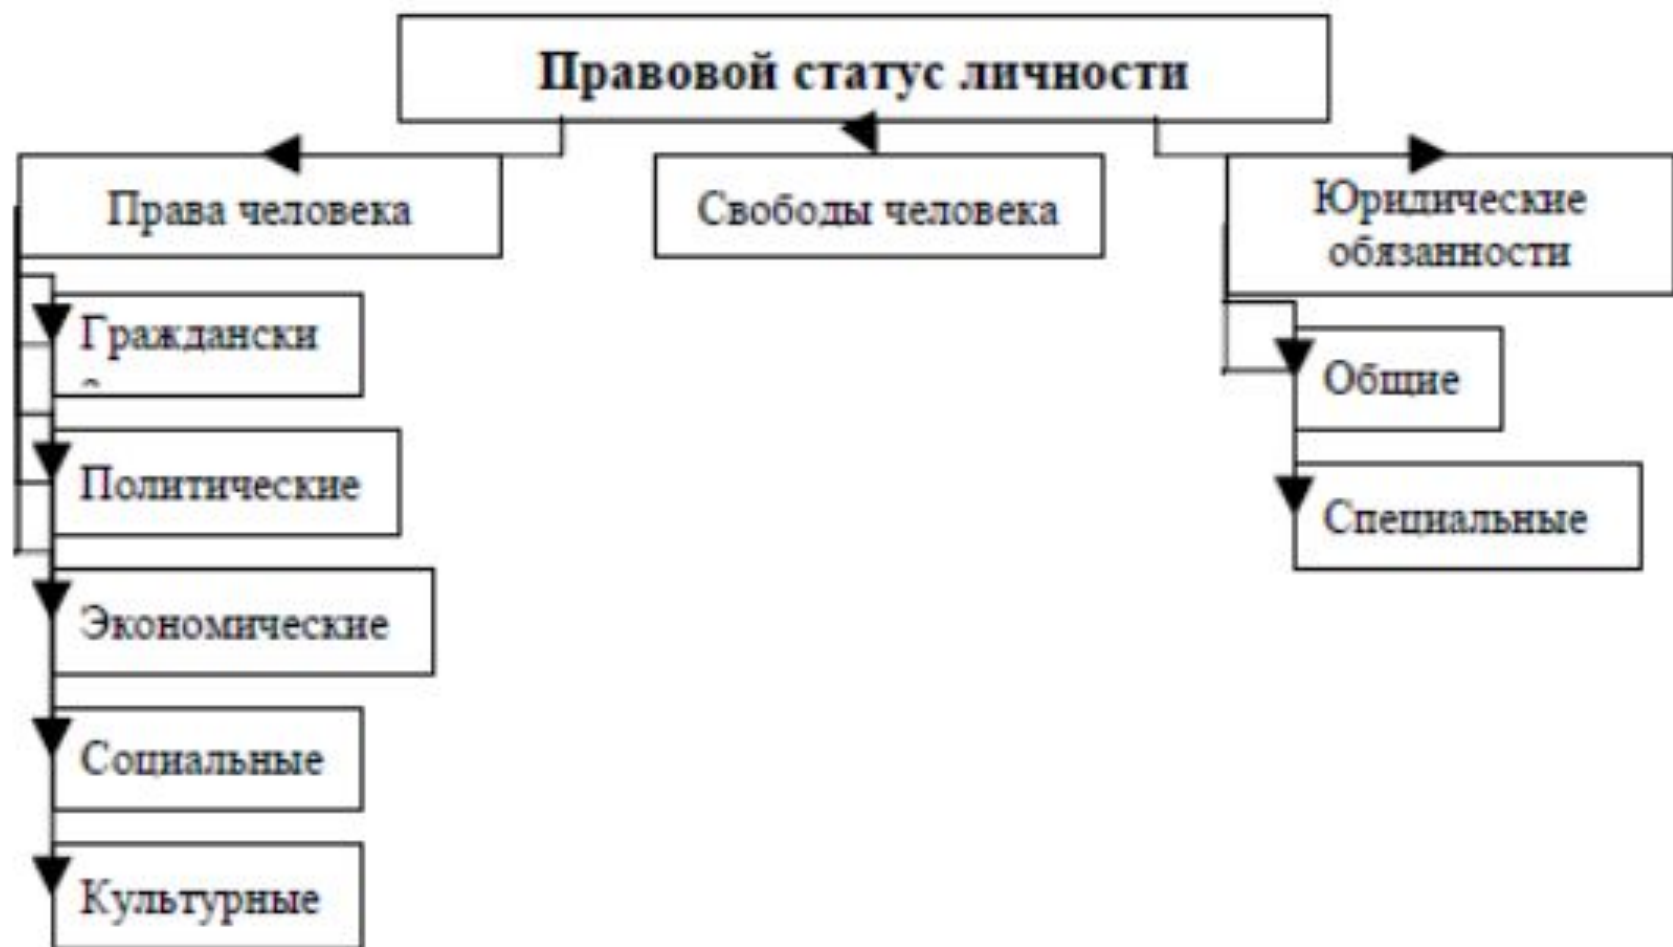 Правовой статус личности
Права человека
Свободы человека
Юридические
обязанности
Граждански
Политические
Экономические
Социальные
Культурные
Общие
Специальные